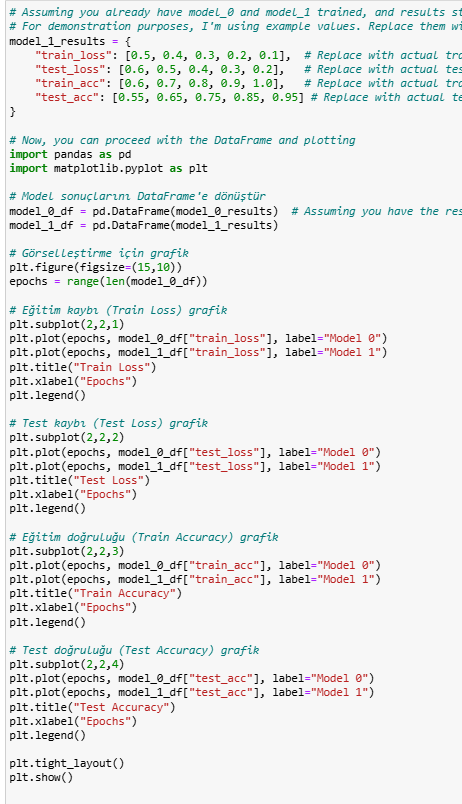 # Assuming you already have model_0 and model_1 trained, and results st
# For demonstration purposes, I'm using example values. Replace them wi
model_1_results = {
    "train_loss": [0.5, 0.4, 0.3, 0.2, 0.1],  # Replace with actual tra
    "test_loss": [0.6, 0.5, 0.4, 0.3, 0.2],   # Replace with actual tes
    "train_acc": [0.6, 0.7, 0.8, 0.9, 1.0],   # Replace with actual tra
    "test_acc": [0.55, 0.65, 0.75, 0.85, 0.95] # Replace with actual te
}
# Now, you can proceed with the DataFrame and plotting
import pandas as pd
import matplotlib.pyplot as plt
# Model sonuçlarını DataFrame'e dönüştür
model_0_df = pd.DataFrame(model_0_results)  # Assuming you have the res
model_1_df = pd.DataFrame(model_1_results)
# Görselleştirme için grafik
plt.figure(figsize=(15,10))
epochs = range(len(model_0_df))
# Eğitim kaybı (Train Loss) grafik
plt.subplot(2,2,1)
plt.plot(epochs, model_0_df["train_loss"], label="Model 0")
plt.plot(epochs, model_1_df["train_loss"], label="Model 1")
plt.title("Train Loss")
plt.xlabel("Epochs")
plt.legend()
# Test kaybı (Test Loss) grafik
plt.subplot(2,2,2)
plt.plot(epochs, model_0_df["test_loss"], label="Model 0")
plt.plot(epochs, model_1_df["test_loss"], label="Model 1")
plt.title("Test Loss")
plt.xlabel("Epochs")
plt.legend()
# Eğitim doğruluğu (Train Accuracy) grafik
plt.subplot(2,2,3)
plt.plot(epochs, model_0_df["train_acc"], label="Model 0")
plt.plot(epochs, model_1_df["train_acc"], label="Model 1")
plt.title("Train Accuracy")
plt.xlabel("Epochs")
plt.legend()
# Test doğruluğu (Test Accuracy) grafik
plt.subplot(2,2,4)
plt.plot(epochs, model_0_df["test_acc"], label="Model 0")
plt.plot(epochs, model_1_df["test_acc"], label="Model 1")
plt.title("Test Accuracy")
plt.xlabel("Epochs")
plt.legend()
plt.tight_layout()
plt.show()